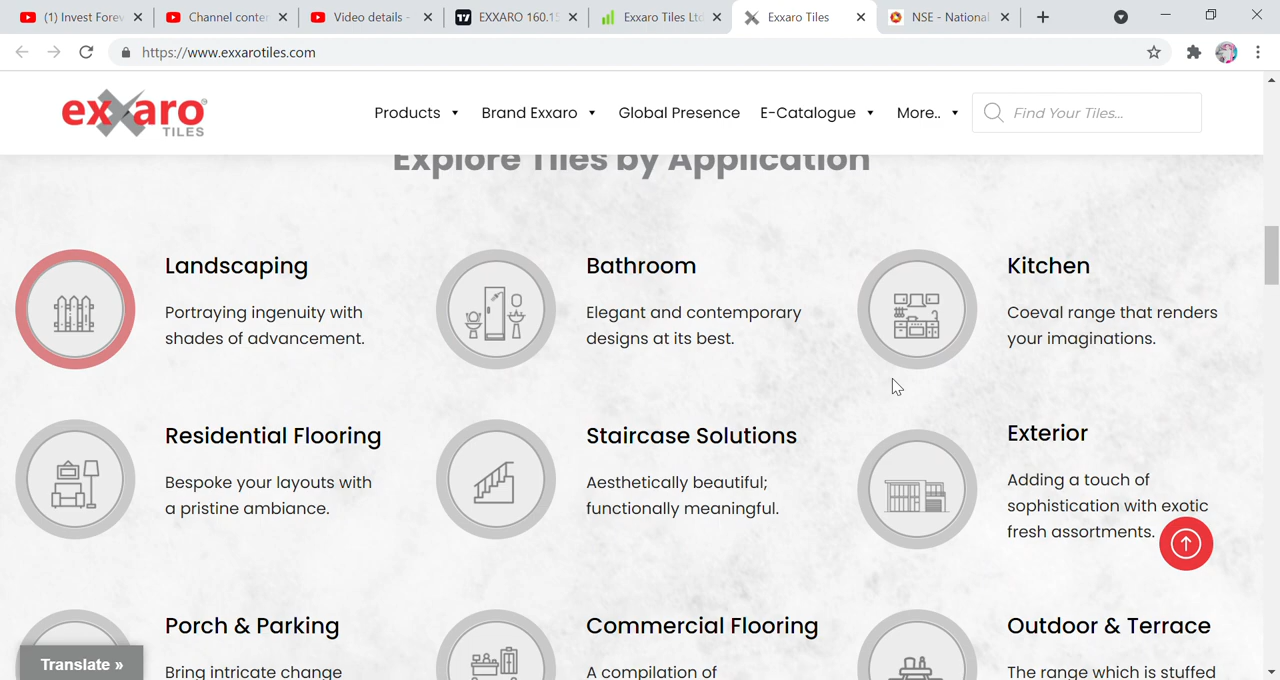 (1) Invest Forev
Channel conter
Video details -
EXXARO 160.15
Exxaro Tiles Ltd
Exxaro Tiles
NSE - National
https://www.exxarotiles.com
exxaro
TILES
Products
Brand Exxaro
Global Presence
E-Catalogue
More..
Find Your Tiles...
Explore Tiles by Application
Landscaping
Portraying ingenuity with
shades of advancement.
Bathroom
Elegant and contemporary
designs at its best.
Kitchen
Coeval range that renders
your imaginations.
Residential Flooring
Bespoke your layouts with
a pristine ambiance.
Staircase Solutions
Aesthetically beautiful;
functionally meaningful.
Exterior
Adding a touch of
sophistication with exotic
fresh assortments.
Porch & Parking
Bring intricate change
Commercial Flooring
A compilation of
Outdoor & Terrace
The range which is stuffed
Translate »